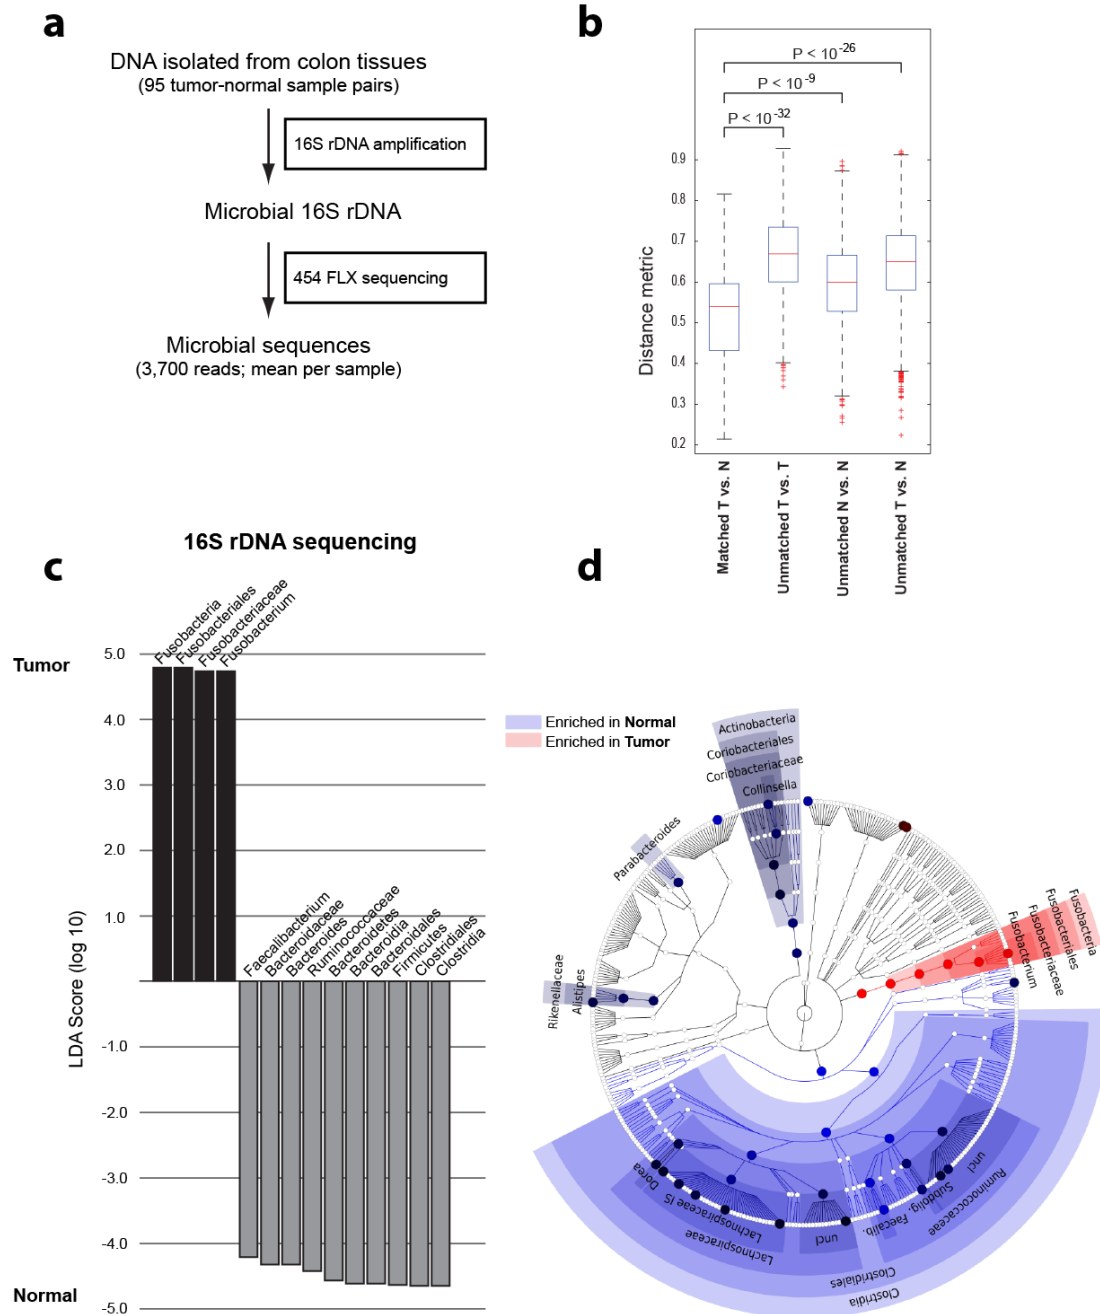 a
DNA isolated from colon tissues
(95 tumor-normal sample pairs)
16S rDNA amplification
Microbial 16S rDNA
454 FLX sequencing
Microbial sequences
(3,700 reads; mean per sample)
b
P < 10^-26
P < 10^-9
P < 10^-32
Distance metric
0.9
0.8
0.7
0.6
0.5
0.4
0.3
0.2
Matched T vs. N
Unmatched T vs. T
Unmatched N vs. N
Unmatched T vs. N
16S rDNA sequencing
c
Tumor
Normal
LDA Score (log 10)
5.0
4.0
3.0
2.0
1.0
-1.0
-2.0
-3.0
-4.0
-5.0
Fusobacteria
Fusobacteriales
Fusobacteriaceae
Fusobacterium
Faecalibacterium
Bacteroidaceae
Bacteroides
Ruminococcaceae
Bacteroidetes
Bacteroidia
Bacteroidales
Firmicutes
Clostridiales
Clostridia
d
Enriched in Normal
Enriched in Tumor
Actinobacteria
Coriobacteriales
Coriobacteriaceae
Collinsella
Parabacteroides
Rikenellaceae
Alistipes
Fusobacterium
Fusobacteriaceae
Fusobacteriales
Fusobacteria
Dorea
Lachnospiraceae IS
Lachnospiraceae
uncl
Faecalib.
Subdolig.
uncl
Ruminococcaceae
Clostridiales
Clostridia